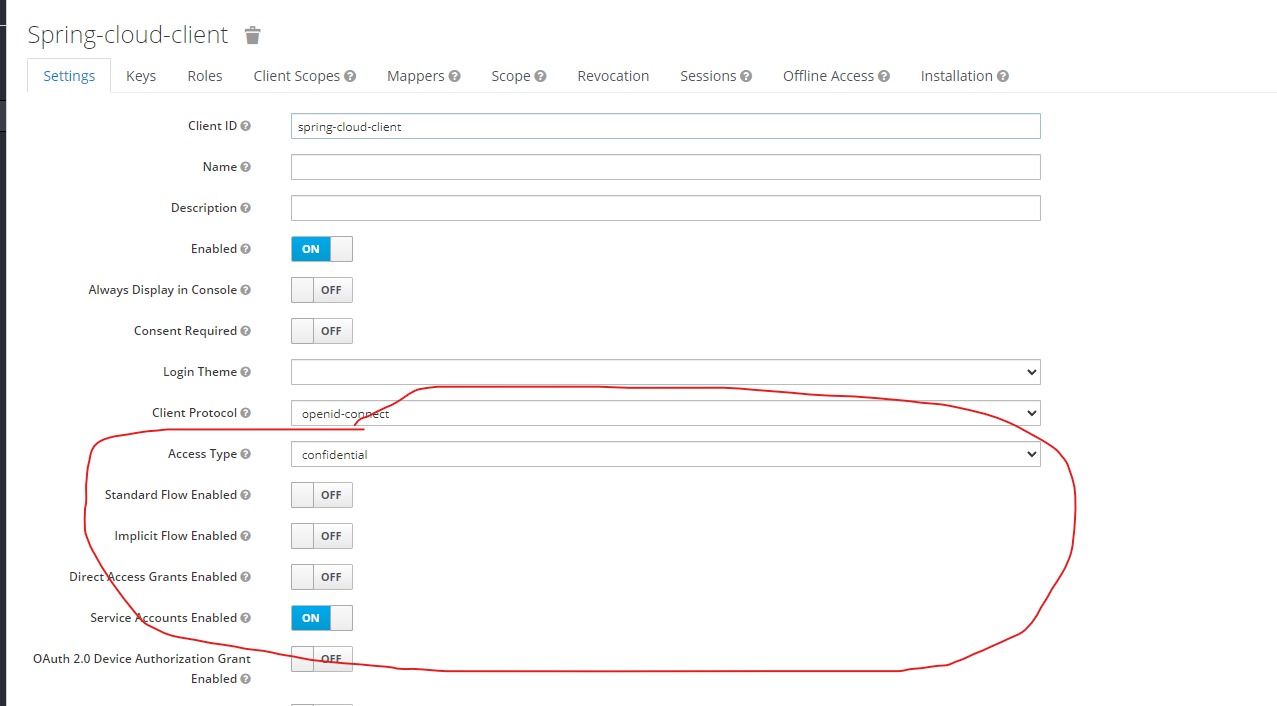 Spring-cloud-client
Settings Keys Roles Client Scopes Mappers Scope Revocation Sessions Offline Access Installation
Client ID spring-cloud-client
Name
Description
Enabled ON
Always Display in Console OFF
Consent Required OFF
Login Theme
Client Protocol openid-connect
Access Type confidential
Standard Flow Enabled OFF
Implicit Flow Enabled OFF
Direct Access Grants Enabled OFF
Service Accounts Enabled ON
OAuth 2.0 Device Authorization Grant OFF
Enabled